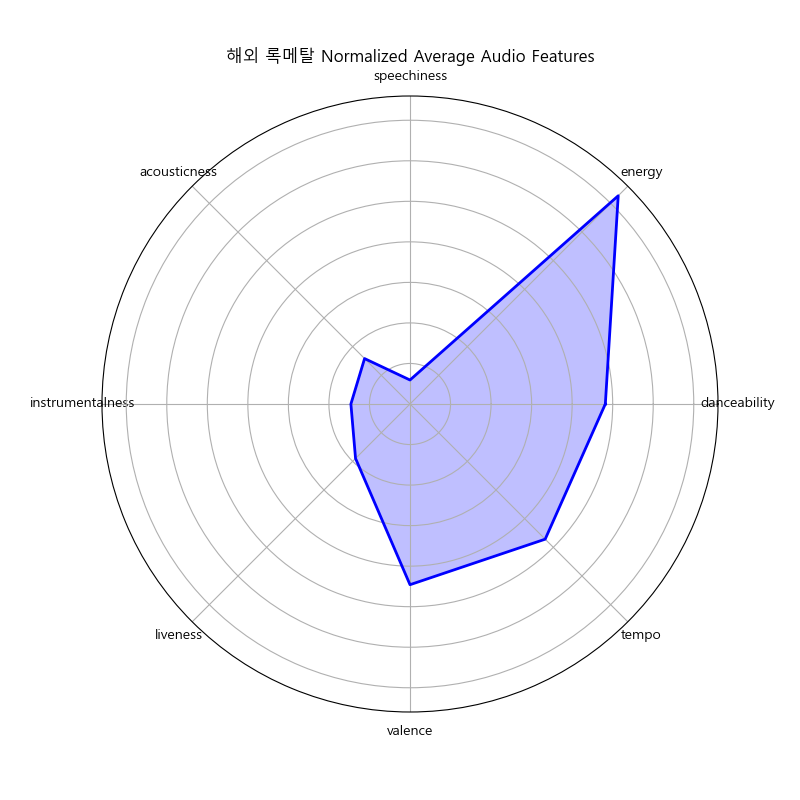 해외 록메탈 Normalized Average Audio Features
speechiness
acousticness
energy
instrumentalness
danceability
liveness
tempo
valence